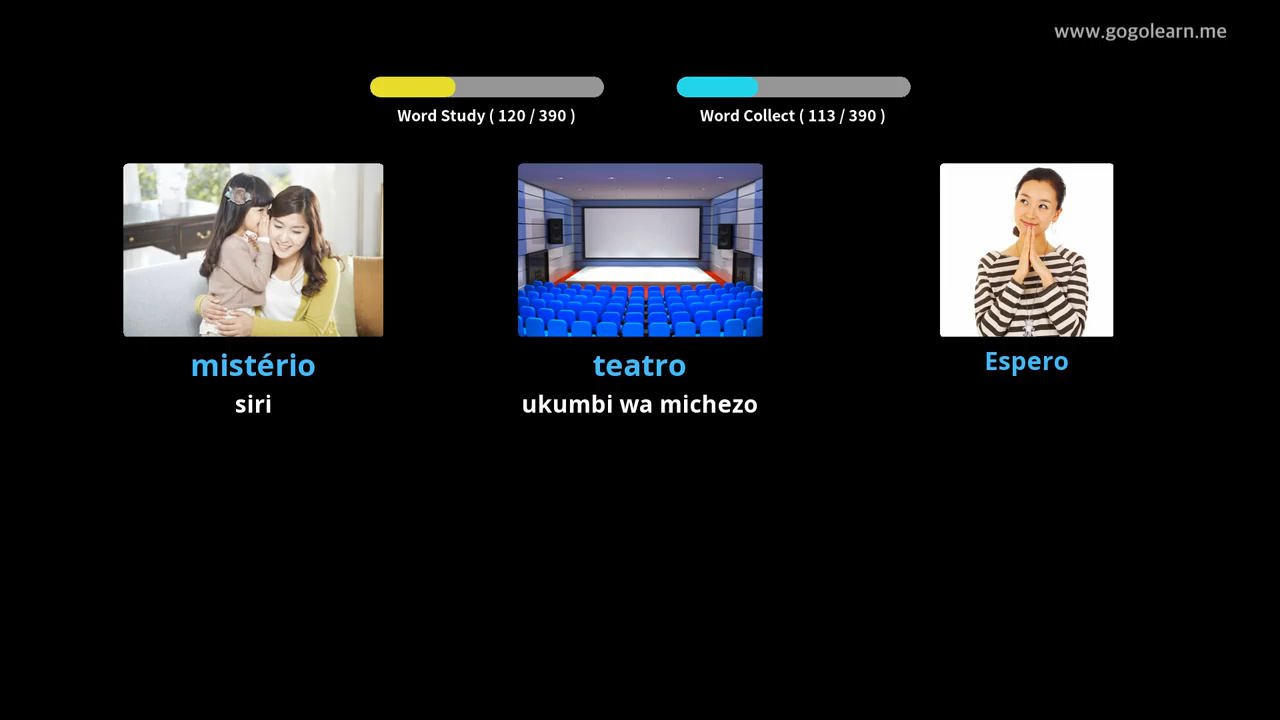 www.gogolearn.me
Word Study ( 120 / 390 )
Word Collect ( 113 / 390 )
mistério
siri
teatro
ukumbi wa michezo
Espero